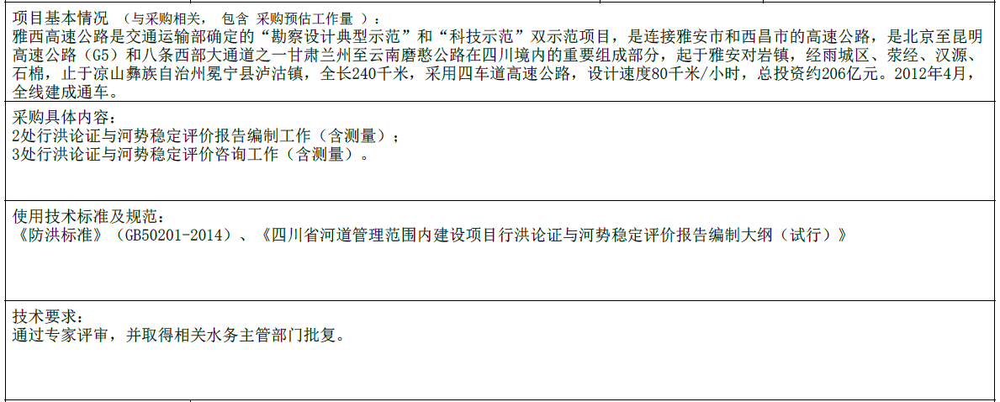 项目基本情况 （与采购相关， 包含 采购预估工作量 ）：
雅西高速公路是交通运输部确定的“勘察设计典型示范”和“科技示范”双示范项目，是连接雅安市和西昌市的高速公路，是北京至昆明
高速公路（G5）和八条西部大通道之一甘肃兰州至云南磨憨公路在四川境内的重要组成部分，起于雅安对岩镇，经雨城区、荥经、汉源、
石棉，止于凉山彝族自治州冕宁县泸沽镇，全长240千米，采用四车道高速公路，设计速度80千米/小时，总投资约206亿元。2012年4月，
全线建成通车。
采购具体内容：
2处行洪论证与河势稳定评价报告编制工作（含测量）；
3处行洪论证与河势稳定评价咨询工作（含测量）。
使用技术标准及规范：
《防洪标准》（GB50201-2014）、《四川省河道管理范围内建设项目行洪论证与河势稳定评价报告编制大纲（试行）》
技术要求：
通过专家评审，并取得相关水务主管部门批复。